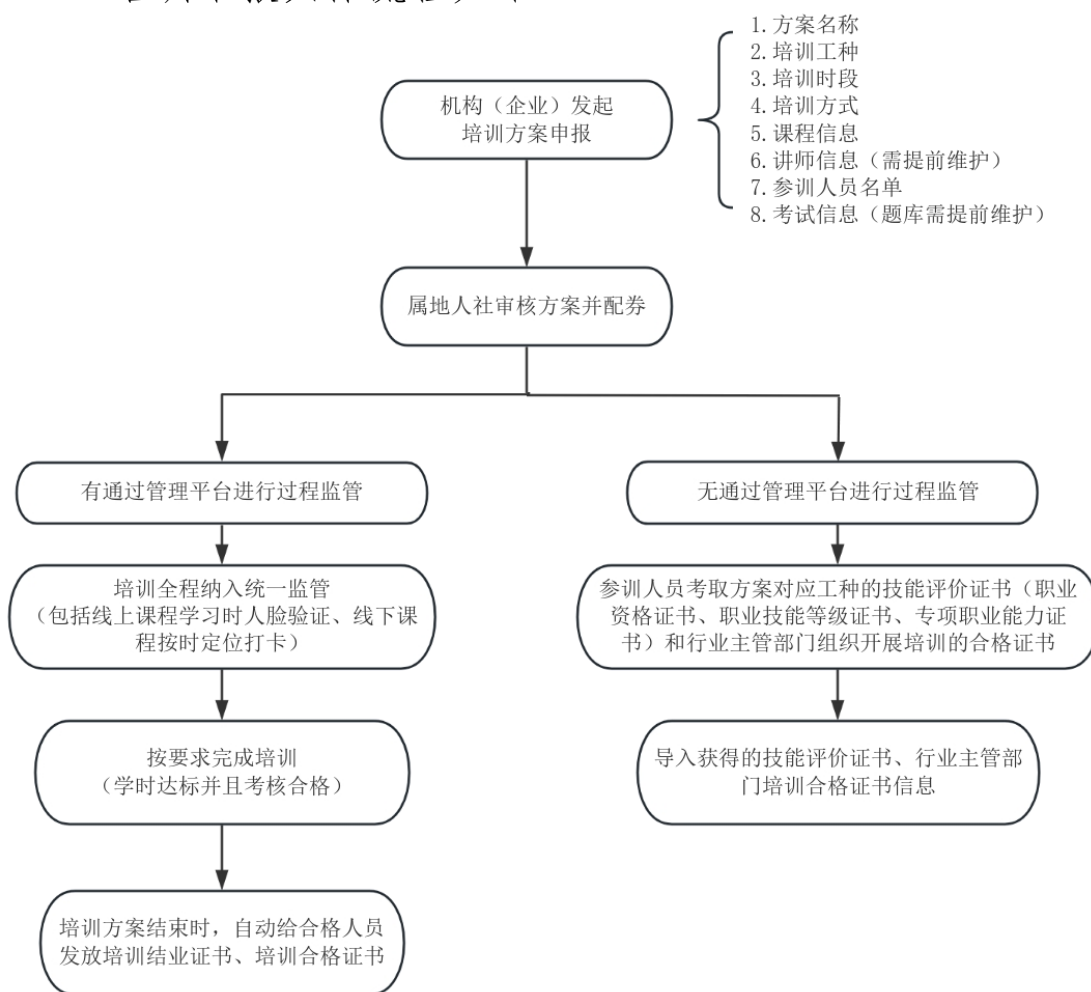 机构（企业）发起
培训方案申报
1.方案名称
2.培训工种
3.培训时段
4.培训方式
5.课程信息
6.讲师信息（需提前维护）
7.参训人员名单
8.考试信息（题库需提前维护）
属地人社审核方案并配券
有通过管理平台进行过程监管
培训全程纳入统一监管
（包括线上课程学习时人脸验证、线下课
程按时定位打卡）
按要求完成培训
（学时达标并且考核合格）
培训方案结束时，自动给合格人员
发放培训结业证书、培训合格证书
无通过管理平台进行过程监管
参训人员考取方案对应工种的技能评价证书（职业
资格证书、职业技能等级证书、专项职业能力证
书）和行业主管部门组织开展培训的合格证书
导入获得的技能评价证书、行业主管部
门培训合格证书信息